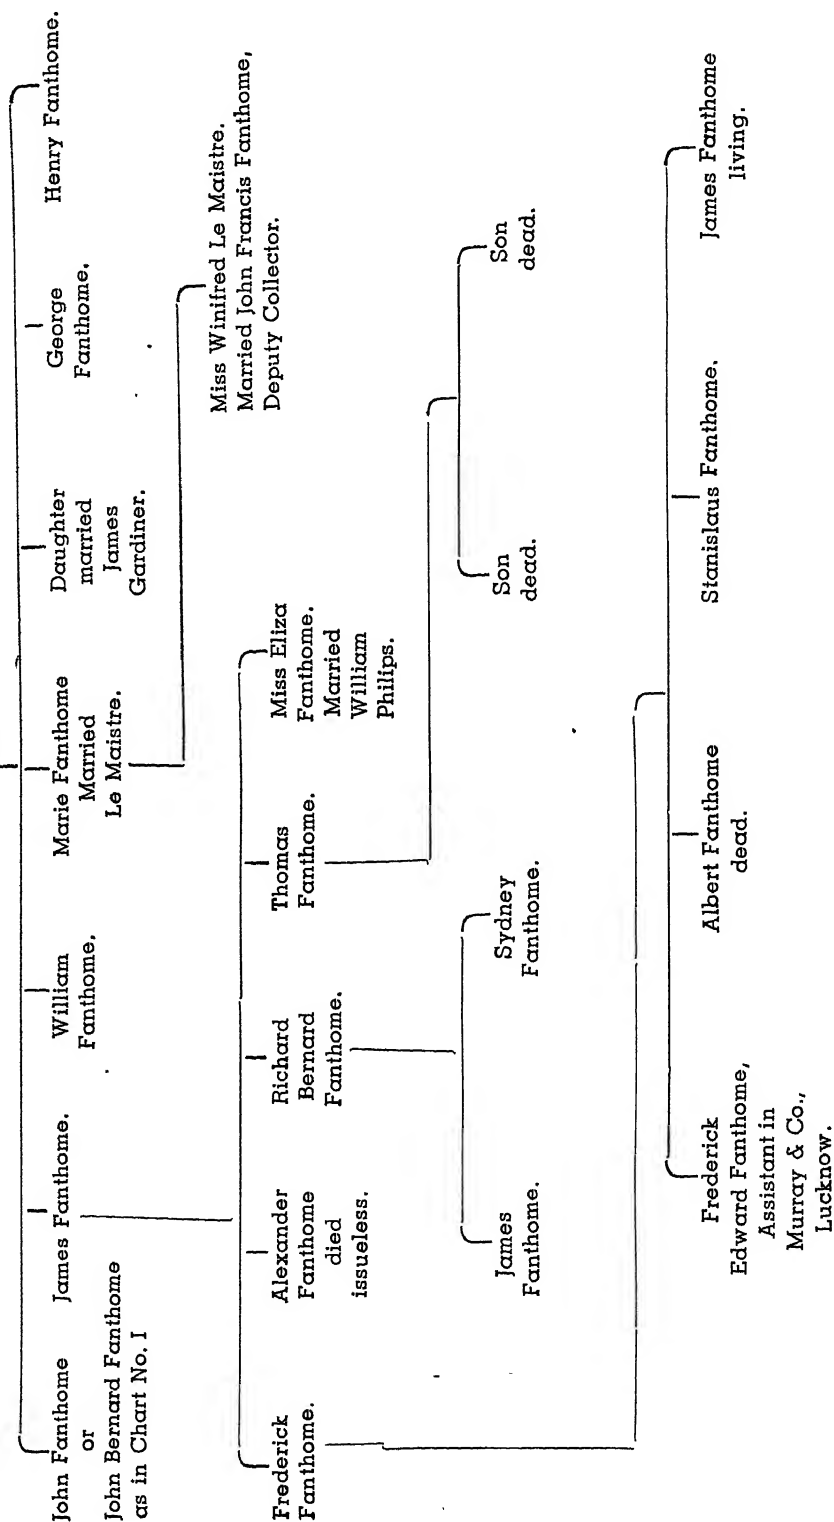 John Fanthome
or
John Bernard Fanthome
as in Chart No. I
James Fanthome.
William
Fanthome.
Marie Fanthome
Married
Le Maistre.
Daughter
married
James
Gardiner.
George
Fanthome.
Henry Fanthome.
Miss Winifred Le Maistre.
Married John Francis Fanthome,
Deputy Collector.
Frederick
Fanthome.
Alexander
Fanthome
died
issueless.
Richard
Bernard
Fanthome.
Thomas
Fanthome.
Miss Eliza
Fanthome.
Married
William
Philips.
James
Fanthome.
Sydney
Fanthome.
Son
dead.
Son
dead.
Frederick
Edward Fanthome,
Assistant in
Murray & Co.,
Lucknow.
Albert Fanthome
dead.
Stanislaus Fanthome.
James Fanthome
living.